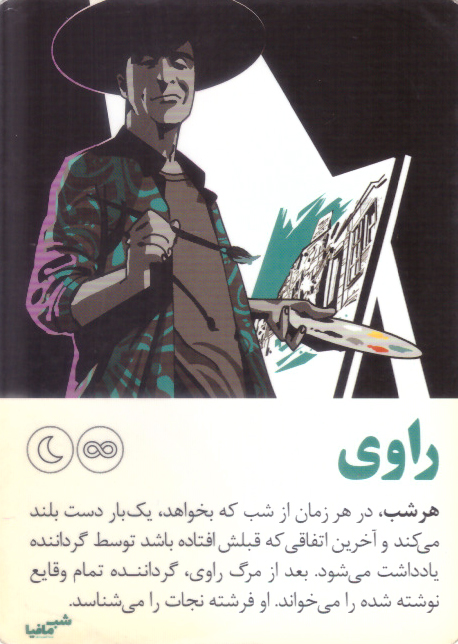 راوی
هر شب، در هر زمان از شب که بخواهد، یک‌بار دست بلند
می‌کند و آخرین اتفاقی که قبلش افتاده باشد توسط گرداننده
یادداشت می‌شود. بعد از مرگ راوی، گرداننده تمام وقایع
نوشته شده را می‌خواند. او فرشته نجات را می‌شناسد.
شب
مافیا